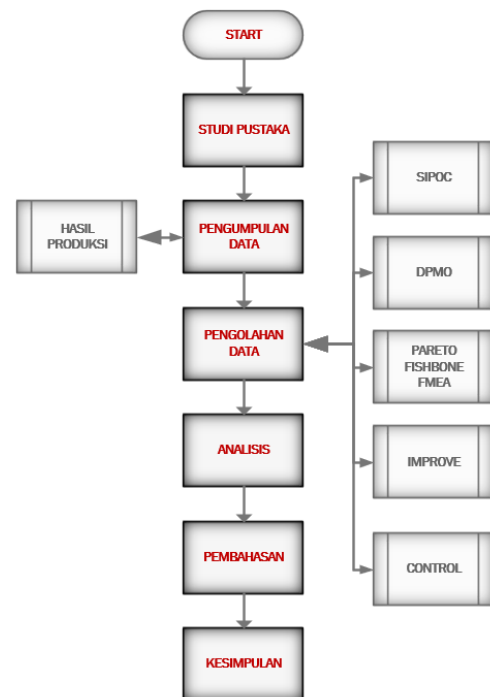 START
STUDI PUSTAKA
SIPOC
HASIL
PRODUKSI
PENGUMPULAN
DATA
DPMO
PENGOLAHAN
DATA
PARETO
FISHBONE
FMEA
ANALISIS
IMPROVE
PEMBAHASAN
CONTROL
KESIMPULAN